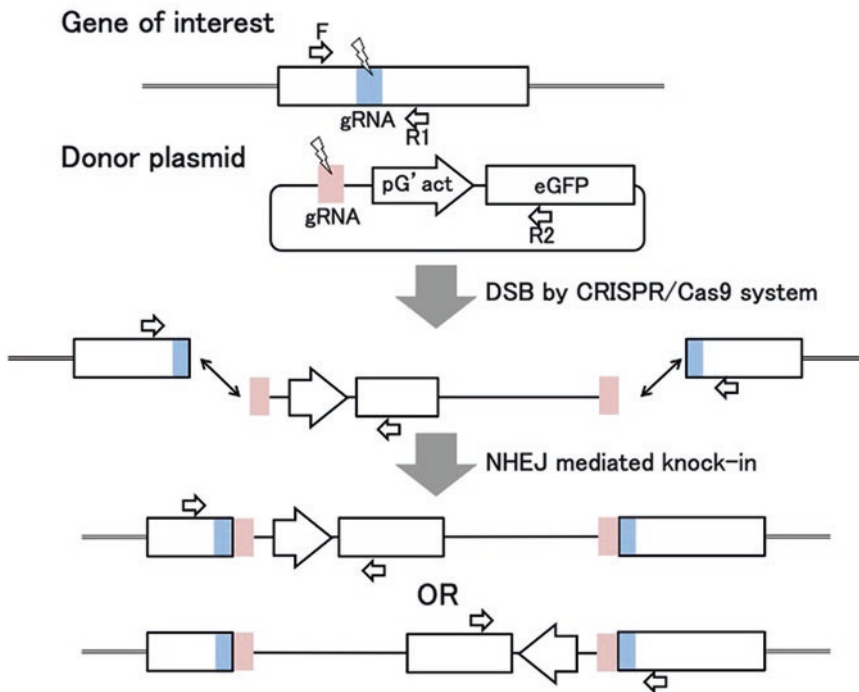 Gene of interest
F
gRNA
R1
Donor plasmid
pG' act
eGFP
gRNA
R2
DSB by CRISPR/Cas9 system
NHEJ mediated knock-in
OR